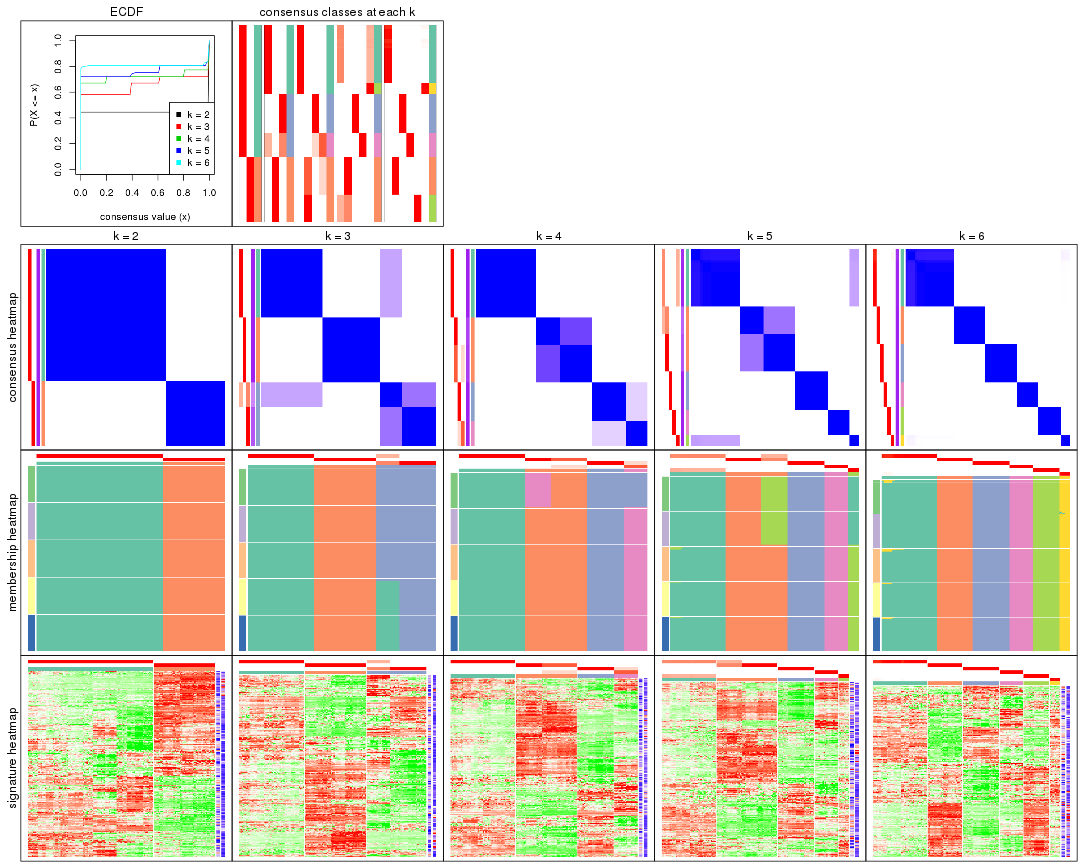 ECDF
consensus classes at each k
P(X <= x)
0.0 0.2 0.4 0.6 0.8 1.0
k = 2
k = 3
k = 4
k = 5
k = 6
0.0 0.2 0.4 0.6 0.8 1.0
consensus value (x)
k = 2
k = 3
k = 4
k = 5
k = 6
consensus heatmap
membership heatmap
signature heatmap